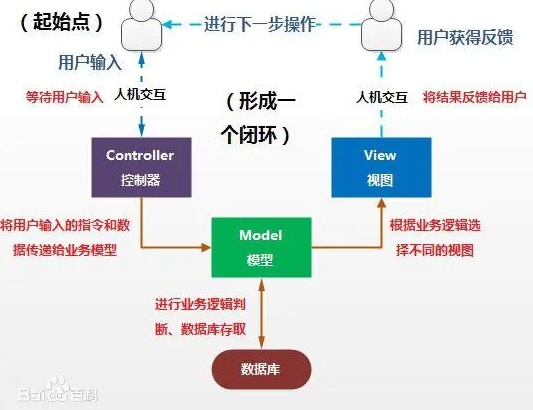 （起始点）
进行下一步操作
用户输入
用户获得反馈
等待用户输入
人机交互
（形成一
个闭环）
人机交互
将结果反馈给用户
Controller
控制器
View
视图
将用户输入的指令和数
据传递给业务模型
Model
模型
根据业务逻辑选
择不同的视图
进行业务逻辑判
断、数据库存取
数据库
Baidu百科